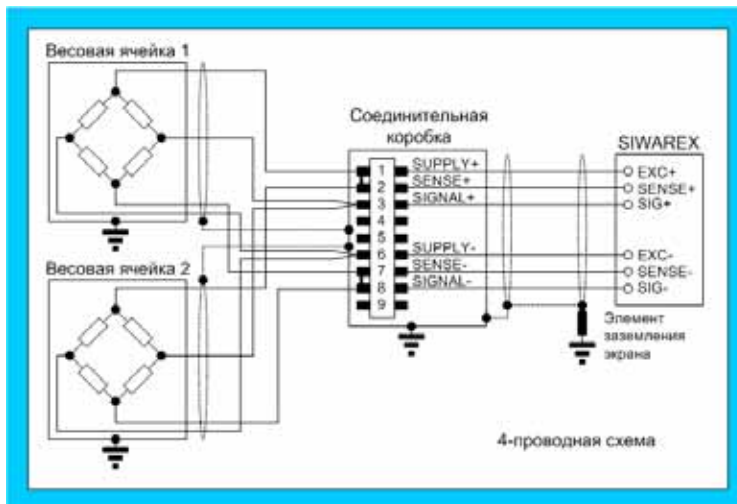 Весовая ячейка 1
Соединительная
коробка
SIWAREX
1 SUPPLY+ EXC+
2 SENSE+ SENSE+
3 SIGNAL+ SIG+
4
5
6 SUPPLY- EXC-
7 SENSE- SENSE-
8 SIGNAL- SIG-
9
Весовая ячейка 2
Элемент
заземления
экрана
4-проводная схема